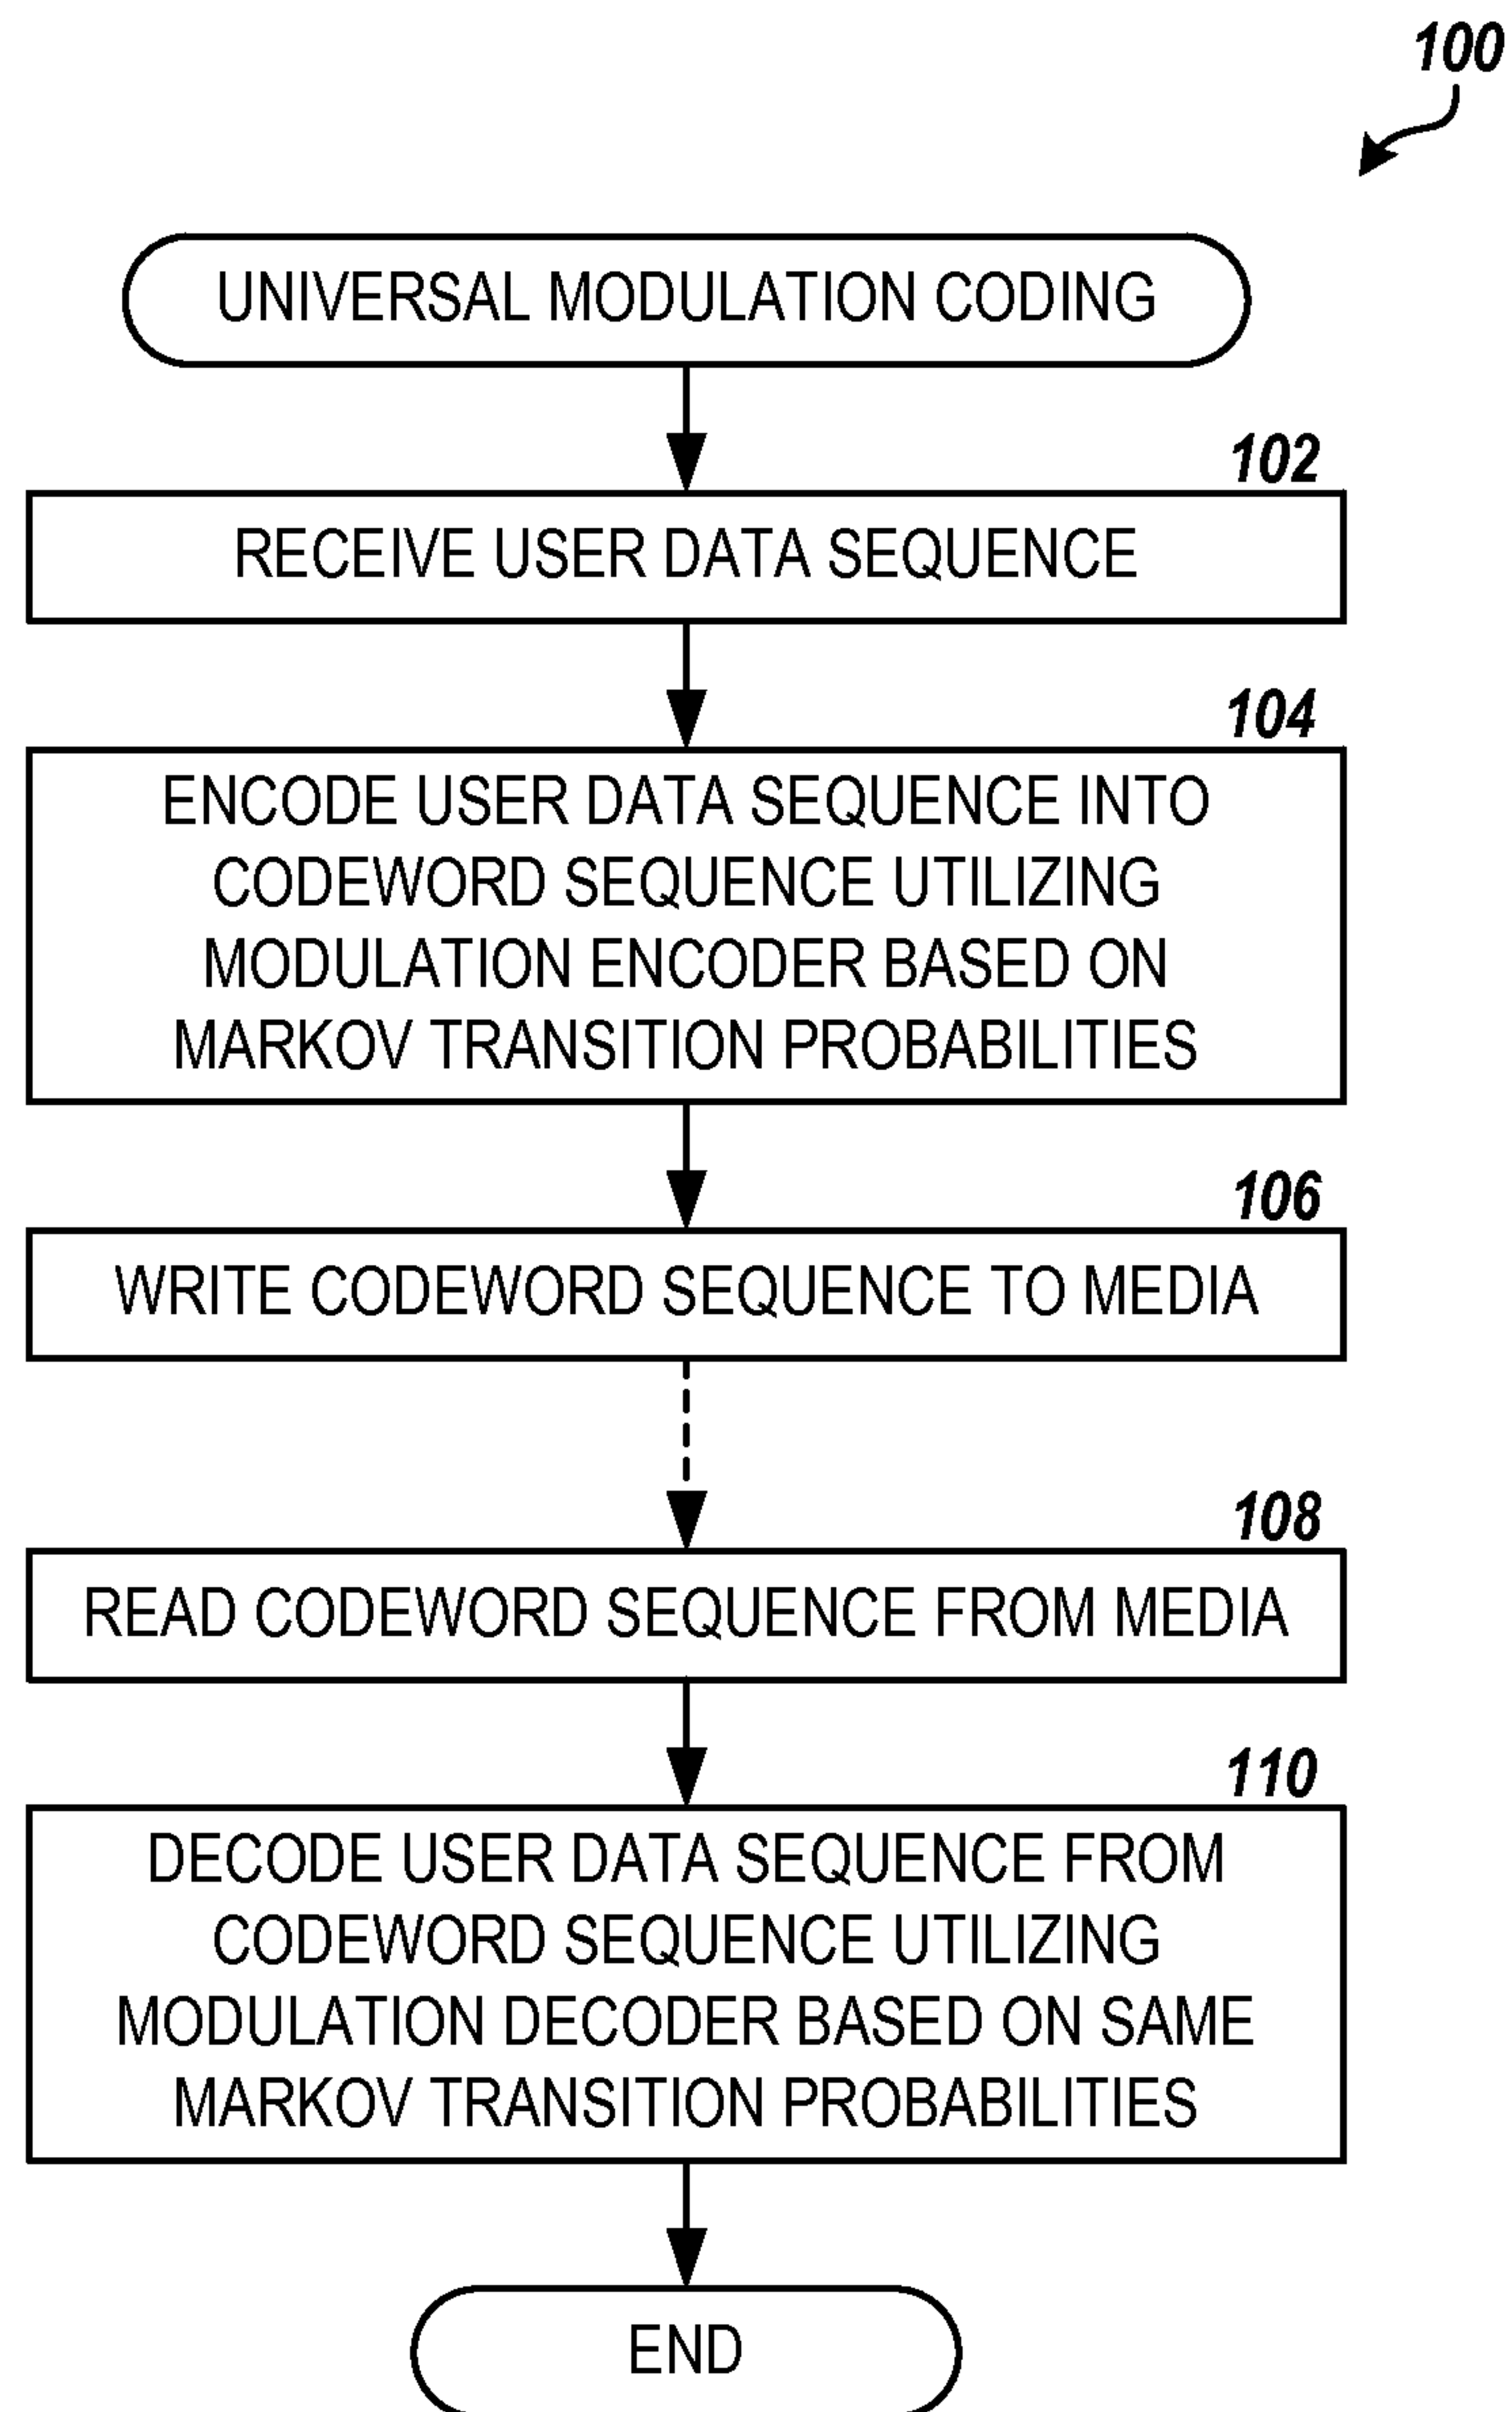 100
UNIVERSAL MODULATION CODING
102
RECEIVE USER DATA SEQUENCE
104
ENCODE USER DATA SEQUENCE INTO
CODEWORD SEQUENCE UTILIZING
MODULATION ENCODER BASED ON
MARKOV TRANSITION PROBABILITIES
106
WRITE CODEWORD SEQUENCE TO MEDIA
108
READ CODEWORD SEQUENCE FROM MEDIA
110
DECODE USER DATA SEQUENCE FROM
CODEWORD SEQUENCE UTILIZING
MODULATION DECODER BASED ON SAME
MARKOV TRANSITION PROBABILITIES
END